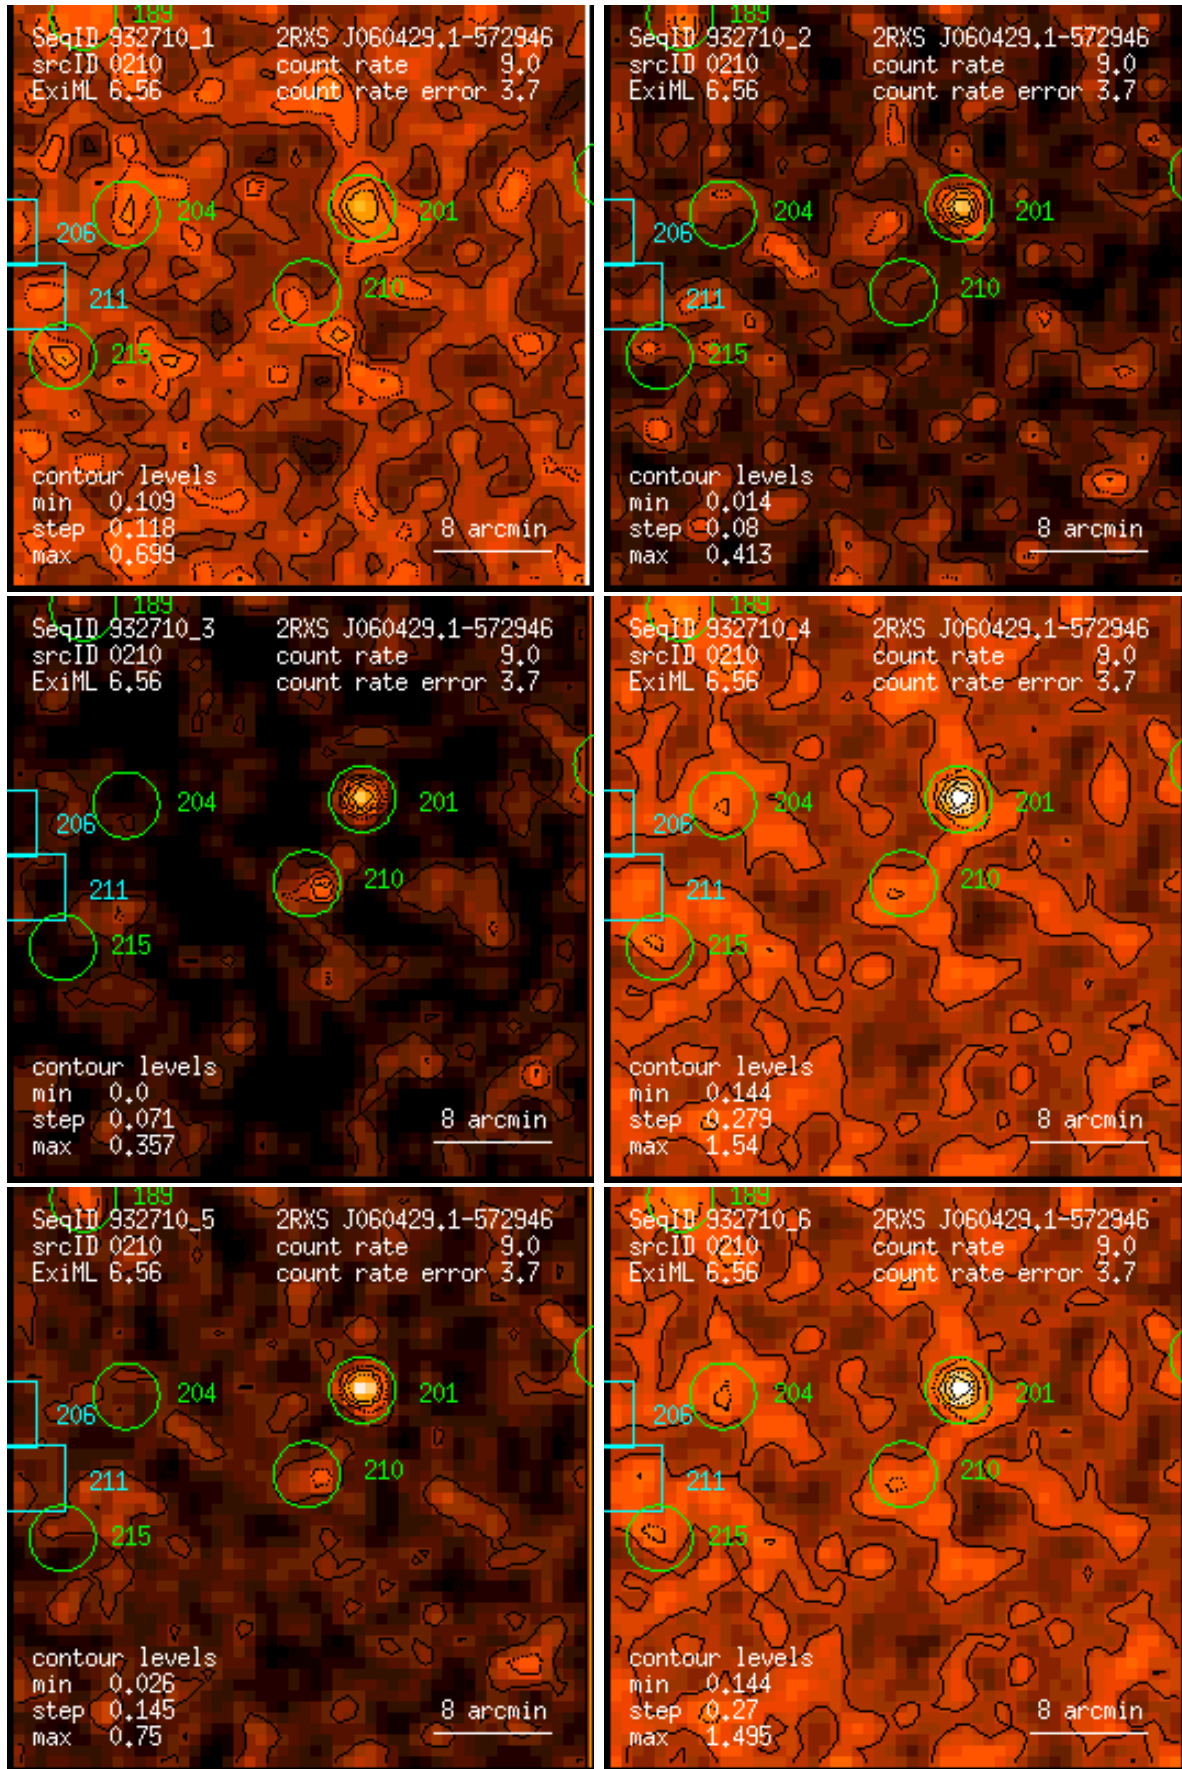 189
SeqID 932710_1 2RXS J060429.1-572946
srcID 0210 count rate 9.0
ExiML 6.56 count rate error 3.7
204 201
206
211 210
215
contour levels
min 0.109
step 0.118
max 0.699
8 arcmin
189
SeqID 932710_2 2RXS J060429.1-572946
srcID 0210 count rate 9.0
ExiML 6.56 count rate error 3.7
204 201
206
211 210
215
contour levels
min 0.014
step 0.08
max 0.413
8 arcmin
189
SeqID 932710_3 2RXS J060429.1-572946
srcID 0210 count rate 9.0
ExiML 6.56 count rate error 3.7
204 201
206
211 210
215
contour levels
min 0.0
step 0.071
max 0.357
8 arcmin
189
SeqID 932710_4 2RXS J060429.1-572946
srcID 0210 count rate 9.0
ExiML 6.56 count rate error 3.7
204 201
206
211 210
215
contour levels
min 0.144
step 0.279
max 1.54
8 arcmin
189
SeqID 932710_5 2RXS J060429.1-572946
srcID 0210 count rate 9.0
ExiML 6.56 count rate error 3.7
204 201
206
211 210
215
contour levels
min 0.026
step 0.145
max 0.75
8 arcmin
189
SeqID 932710_6 2RXS J060429.1-572946
srcID 0210 count rate 9.0
ExiML 6.56 count rate error 3.7
204 201
206
211 210
215
contour levels
min 0.144
step 0.27
max 1.495
8 arcmin